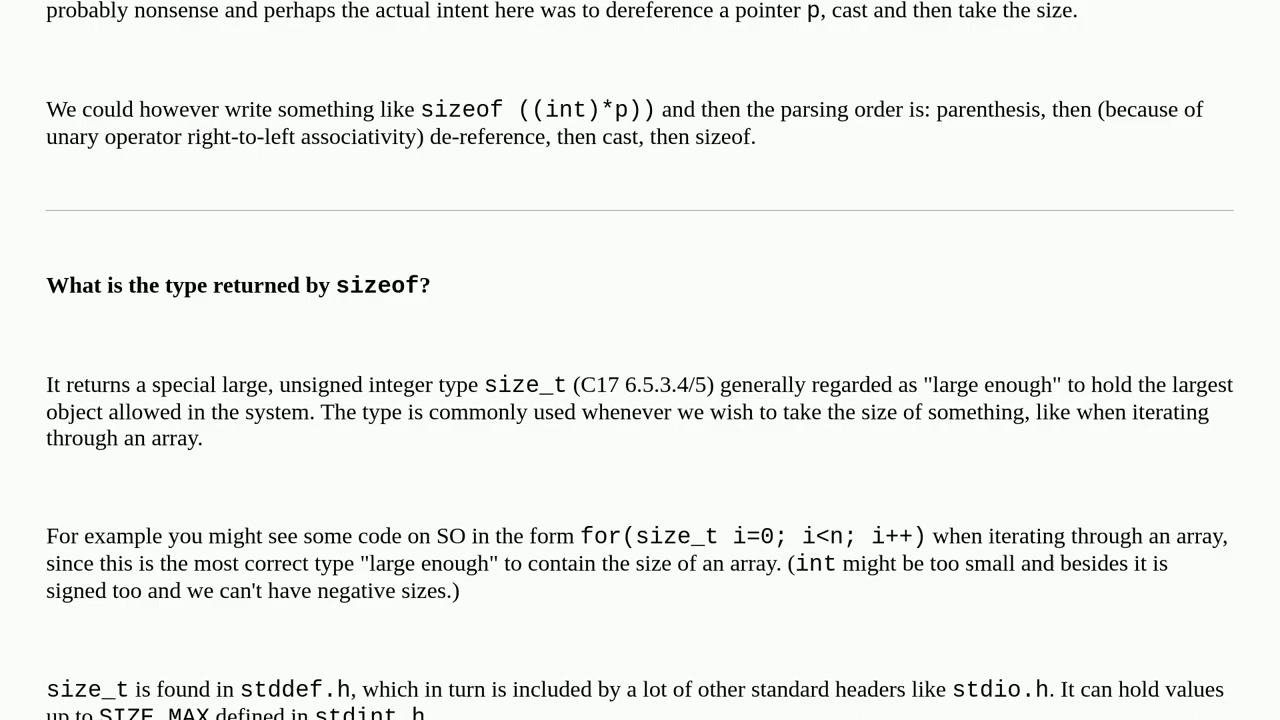 probably nonsense and perhaps the actual intent here was to dereference a pointer p, cast and then take the size.
We could however write something like sizeof ((int)*p)) and then the parsing order is: parenthesis, then (because of
unary operator right-to-left associativity) de-reference, then cast, then sizeof.
What is the type returned by sizeof?
It returns a special large, unsigned integer type size_t (C17 6.5.3.4/5) generally regarded as "large enough" to hold the largest
object allowed in the system. The type is commonly used whenever we wish to take the size of something, like when iterating
through an array.
For example you might see some code on SO in the form for(size_t i=0; i<n; i++) when iterating through an array,
since this is the most correct type "large enough" to contain the size of an array. (int might be too small and besides it is
signed too and we can't have negative sizes.)
size_t is found in stddef.h, which in turn is included by a lot of other standard headers like stdio.h. It can hold values
up to SIZE_MAX defined in stdint.h.